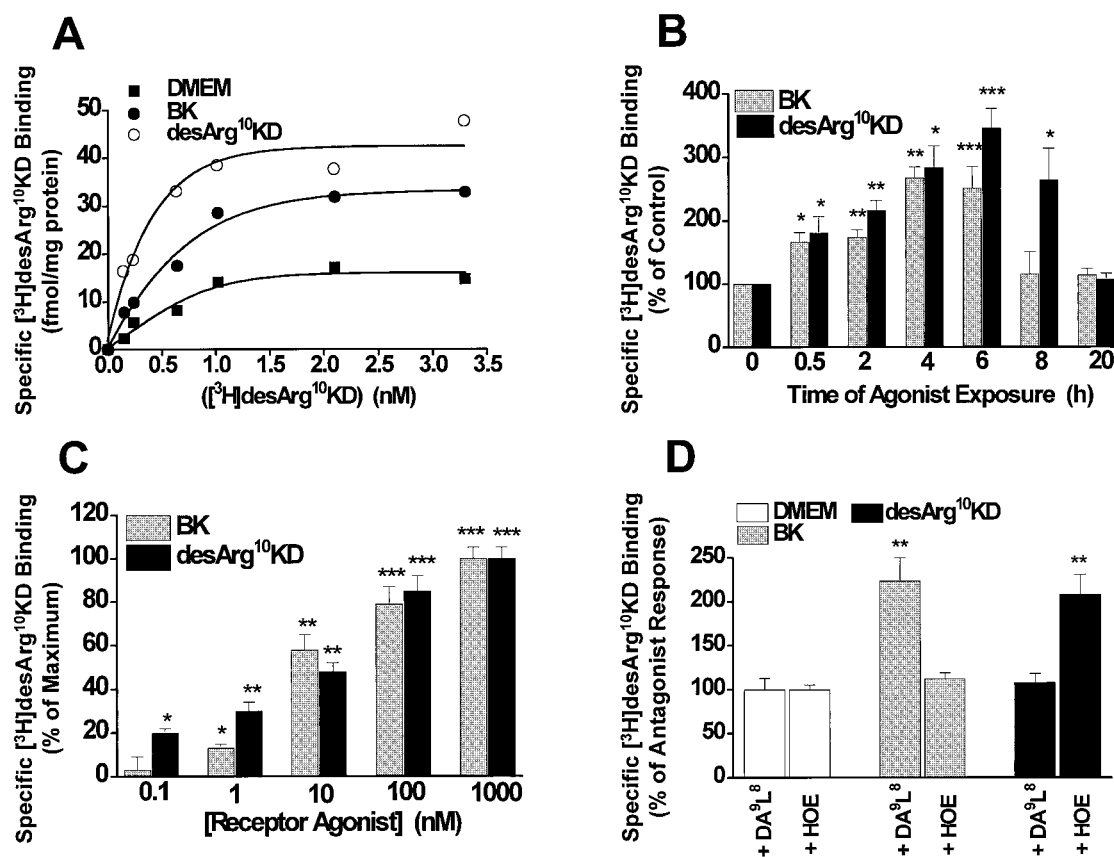 A
DMEM
BK
desArg¹⁰KD
Specific [³H]desArg¹⁰KD Binding
(fmol/mg protein)
50
40
30
20
10
0
0.0 0.5 1.0 1.5 2.0 2.5 3.0 3.5
([³H]desArg¹⁰KD) (nM)
B
BK
desArg¹⁰KD
Specific [³H]desArg¹⁰KD Binding
(% of Control)
400
300
200
100
0
* * ** ** ** * *** *** *
0 0.5 2 4 6 8 20
Time of Agonist Exposure (h)
C
BK
desArg¹⁰KD
Specific [³H]desArg¹⁰KD Binding
(% of Maximum)
120
100
80
60
40
20
0
* * ** ** ** *** *** *** ***
0.1 1 10 100 1000
[Receptor Agonist] (nM)
D
DMEM desArg¹⁰KD
BK
Specific [³H]desArg¹⁰KD Binding
(% of Antagonist Response)
250
200
150
100
50
0
** **
+ DA⁹L⁸
+ HOE
+ DA⁹L⁸
+ HOE
+ DA⁹L⁸
+ HOE